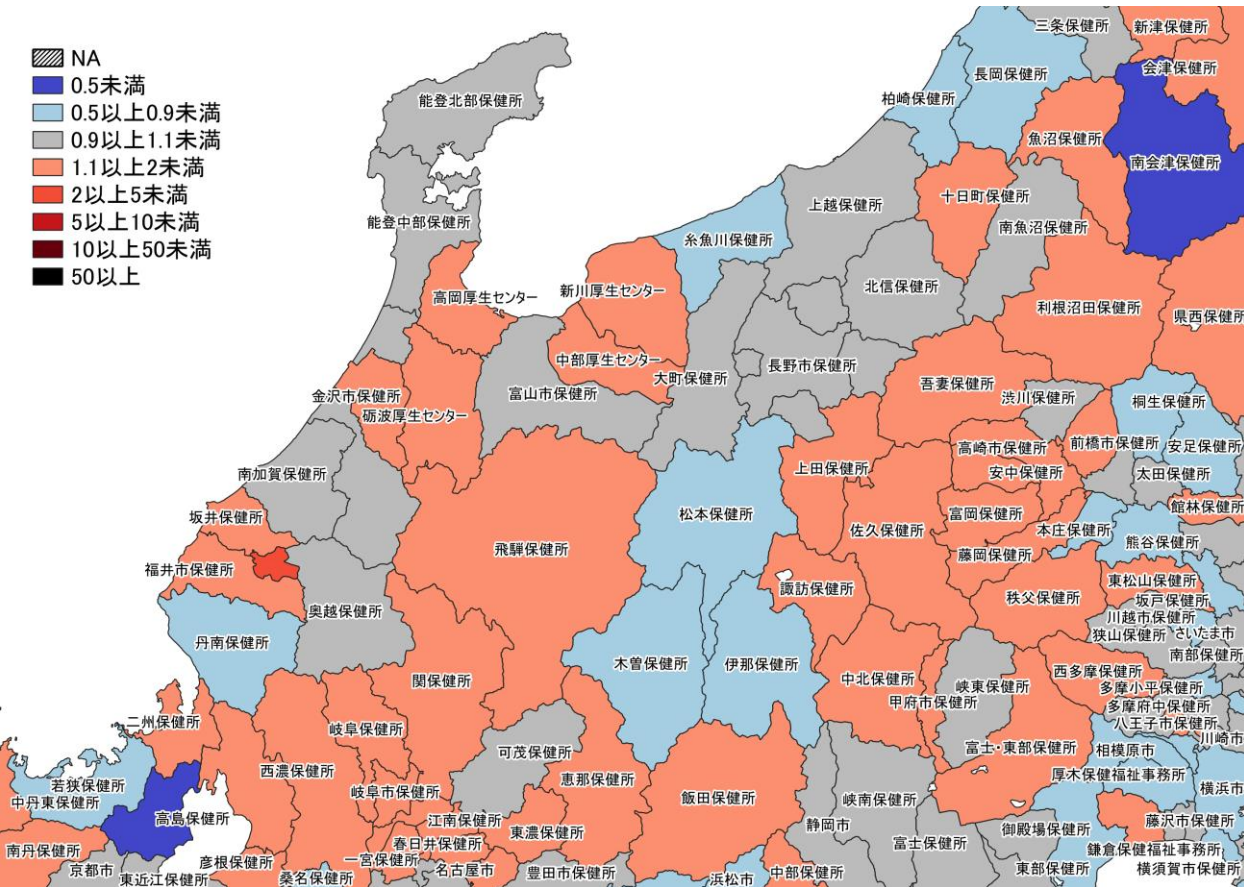 NA
0.5未満
0.5以上0.9未満
0.9以上1.1未満
1.1以上2未満
2以上5未満
5以上10未満
10以上50未満
50以上
三条保健所
新津保健所
長岡保健所
会津保健所
能登北部保健所
柏崎保健所
魚沼保健所
南会津保健所
十日町保健所
上越保健所
能登中部保健所
南魚沼保健所
糸魚川保健所
北信保健所
新川厚生センター
高岡厚生センター
利根沼田保健所
県西保健所
中部厚生センター
長野市保健所
大町保健所
吾妻保健所
富山市保健所
金沢市保健所
渋川保健所
桐生保健所
砺波厚生センター
前橋市保健所
安足保健所
高崎市保健所
上田保健所
安中保健所
太田保健所
南加賀保健所
館林保健所
松本保健所
富岡保健所
坂井保健所
佐久保健所
本庄保健所
熊谷保健所
飛騨保健所
藤岡保健所
福井市保健所
東松山保健所
諏訪保健所
秩父保健所
坂戸保健所
奥越保健所
川越市保健所
さいたま市
狭山保健所
丹南保健所
南部保健所
木曽保健所
伊那保健所
西多摩保健所
関保健所
中北保健所
峡東保健所
多摩小平保健所
甲府市保健所
多摩府中保健所
二州保健所
八王子市保健所
岐阜保健所
川崎市
可茂保健所
富士・東部保健所
相模原市
西濃保健所
厚木保健福祉事務所
若狭保健所
恵那保健所
横浜市
岐阜市保健所
飯田保健所
峡南保健所
中丹東保健所
高島保健所
江南保健所
静岡市
藤沢市保健所
御殿場保健所
東濃保健所
春日井保健所
富士保健所
南丹保健所
鎌倉保健福祉事務所
彦根保健所
一宮保健所
京都市
名古屋市
豊田市保健所
中部保健所
東部保健所
横須賀市保健所
東近江保健所
桑名保健所
浜松市